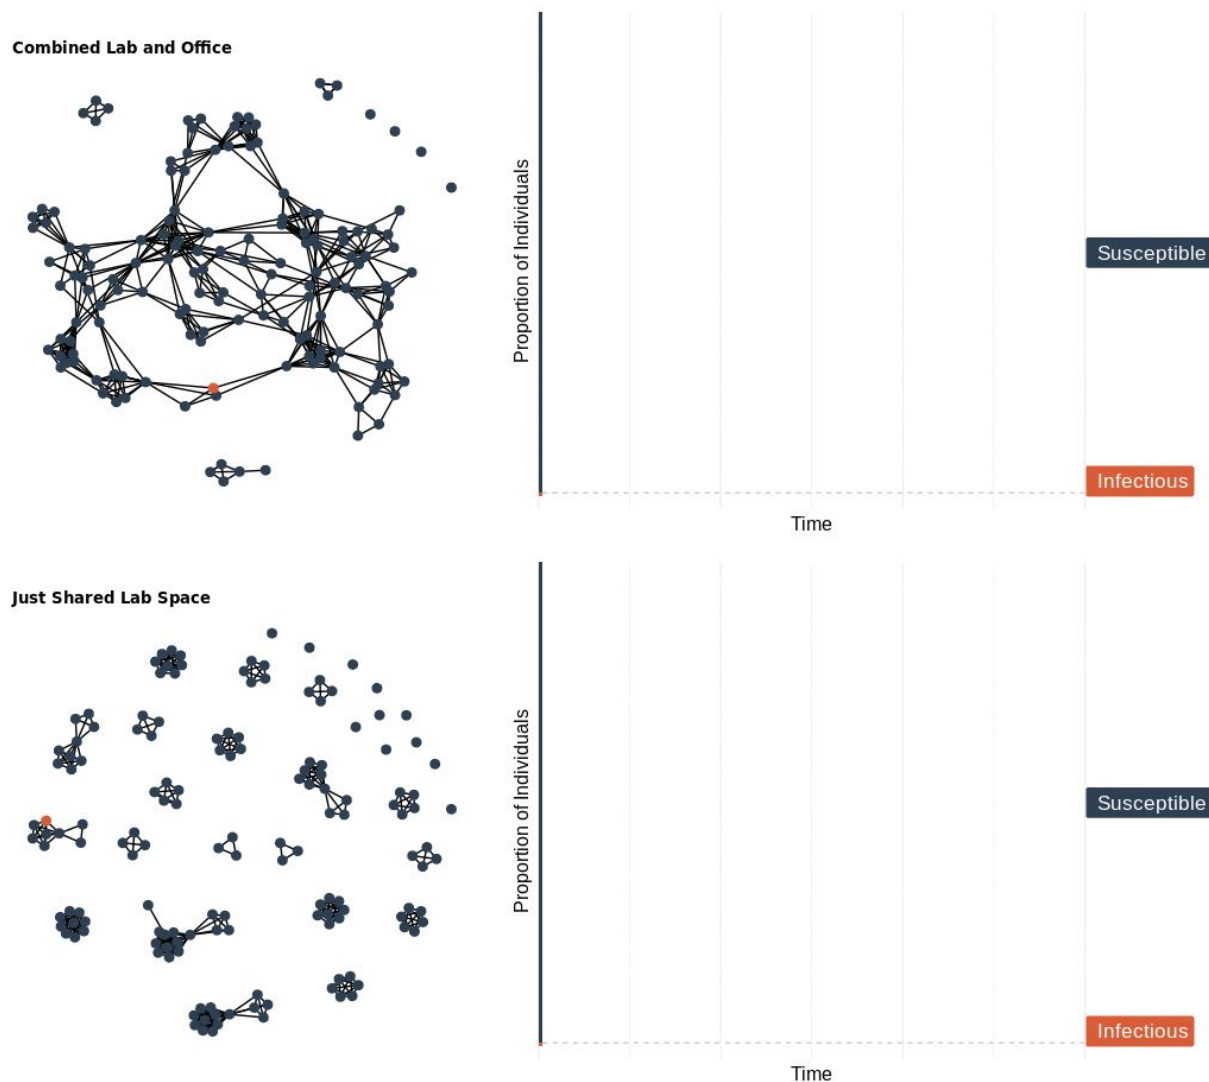 Combined Lab and Office
Proportion of Individuals
Susceptible
Infectious
Time
Just Shared Lab Space
Proportion of Individuals
Susceptible
Infectious
Time